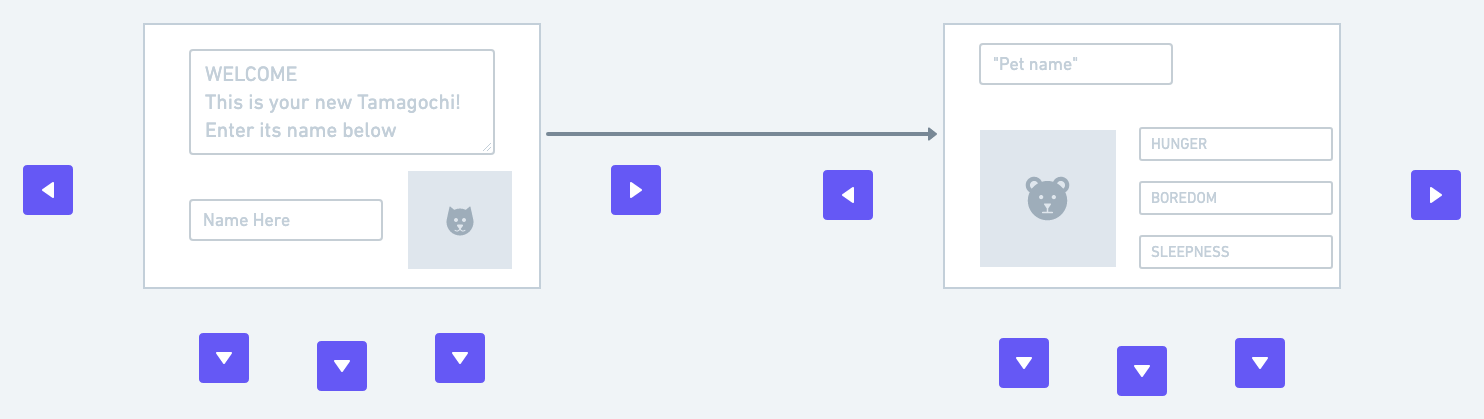 WELCOME
This is your new Tamagochi!
Enter its name below
Name Here
"Pet name"
HUNGER
BOREDOM
SLEEPNESS